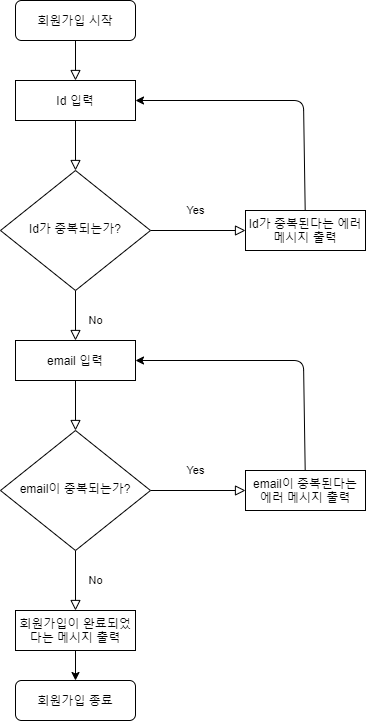 회원가입 시작
Id 입력
Id가 중복되는가?
Yes
Id가 중복된다는 에러
메시지 출력
No
email 입력
email이 중복되는가?
Yes
email이 중복된다는
에러 메시지 출력
No
회원가입이 완료되었
다는 메시지 출력
회원가입 종료